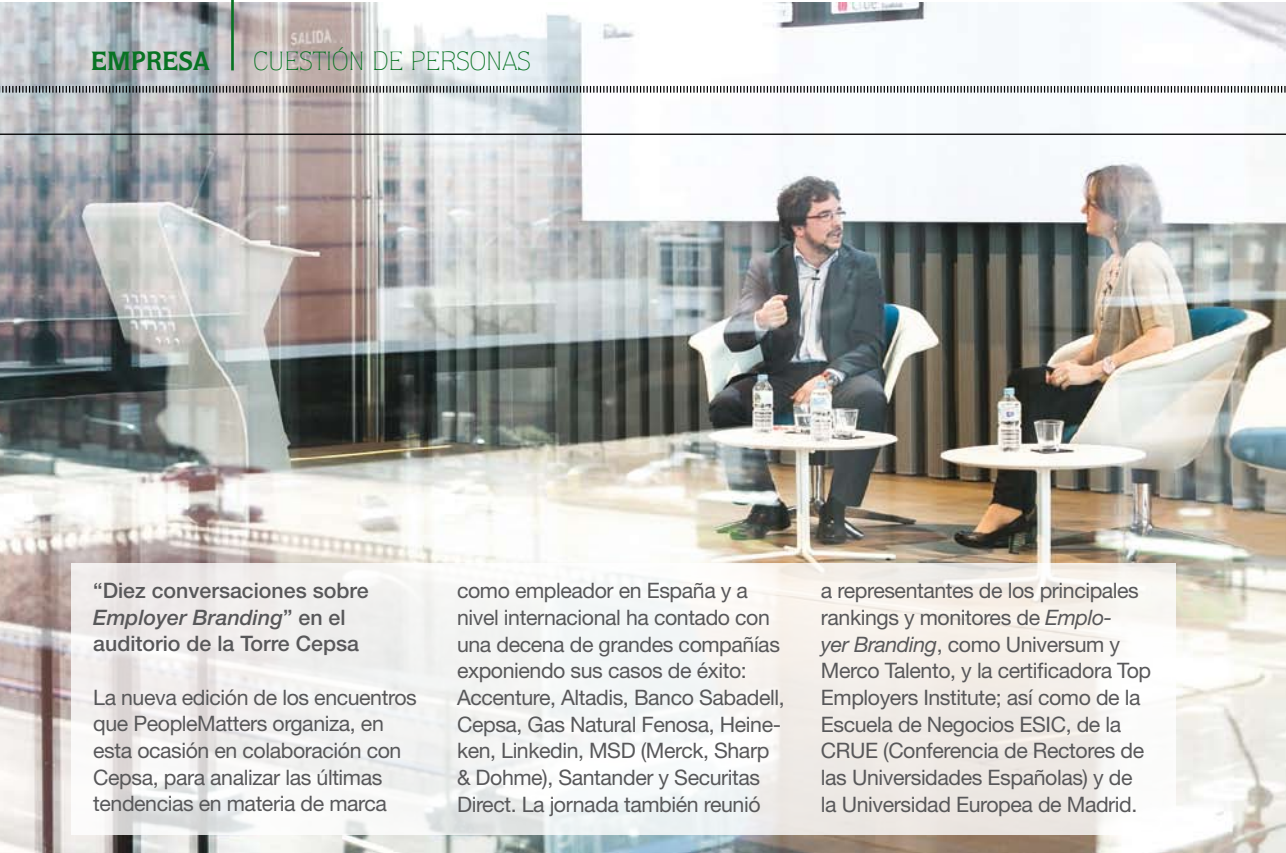 CRUE
SALIDA
EMPRESA CUESTIÓN DE PERSONAS
“Diez conversaciones sobre
Employer Branding” en el
auditorio de la Torre Cepsa
La nueva edición de los encuentros
que PeopleMatters organiza, en
esta ocasión en colaboración con
Cepsa, para analizar las últimas
tendencias en materia de marca
como empleador en España y a
nivel internacional ha contado con
una decena de grandes compañías
exponiendo sus casos de éxito:
Accenture, Altadis, Banco Sabadell,
Cepsa, Gas Natural Fenosa, Heine-
ken, Linkedin, MSD (Merck, Sharp
& Dohme), Santander y Securitas
Direct. La jornada también reunió
a representantes de los principales
rankings y monitores de Emplo-
yer Branding, como Universum y
Merco Talento, y la certificadora Top
Employers Institute; así como de la
Escuela de Negocios ESIC, de la
CRUE (Conferencia de Rectores de
las Universidades Españolas) y de
la Universidad Europea de Madrid.